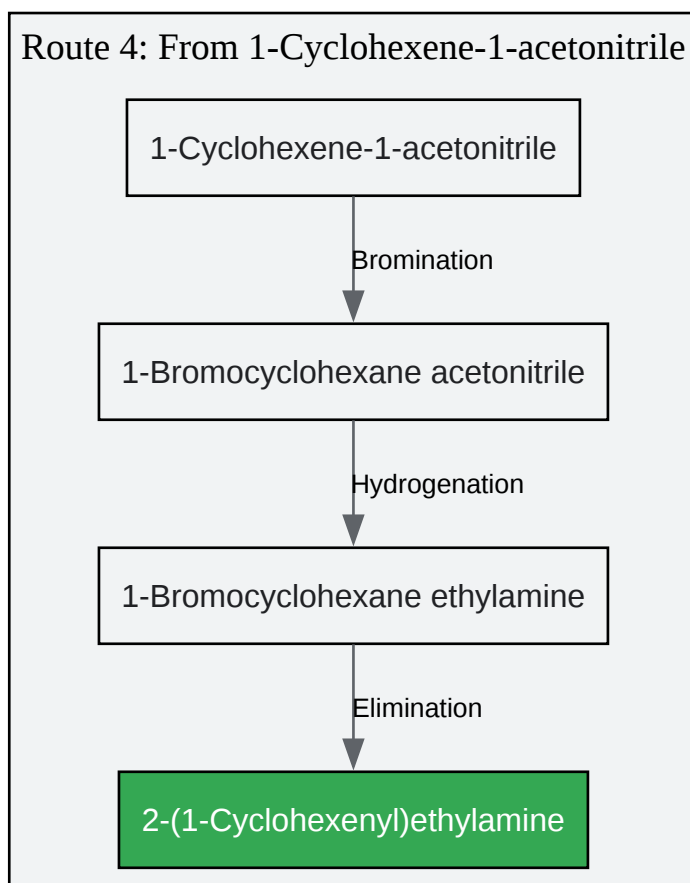 Route 4: From 1-Cyclohexene-1-acetonitrile
1-Cyclohexene-1-acetonitrile
Bromination
1-Bromocyclohexane acetonitrile
Hydrogenation
1-Bromocyclohexane ethylamine
Elimination
2-(1-Cyclohexenyl)ethylamine